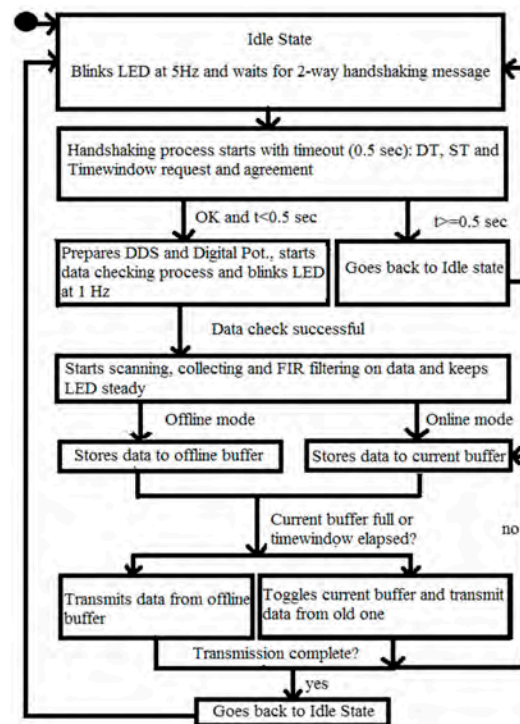 Idle State
Blinks LED at 5Hz and waits for 2-way handshaking message
Handshaking process starts with timeout (0.5 sec): DT, ST and
Timewindow request and agreement
OK and t<0.5 sec
t>=0.5 sec
Prepares DDS and Digital Pot., starts
data checking process and blinks LED
at 1 Hz
Goes back to Idle state
Data check successful
Starts scanning, collecting and FIR filtering on data and keeps
LED steady
Offline mode
Online mode
Stores data to offline buffer
Stores data to current buffer
Current buffer full or
timewindow elapsed?
no
Transmits data from offline
buffer
Toggles current buffer and transmit
data from old one
Transmission complete?
yes
Goes back to Idle State